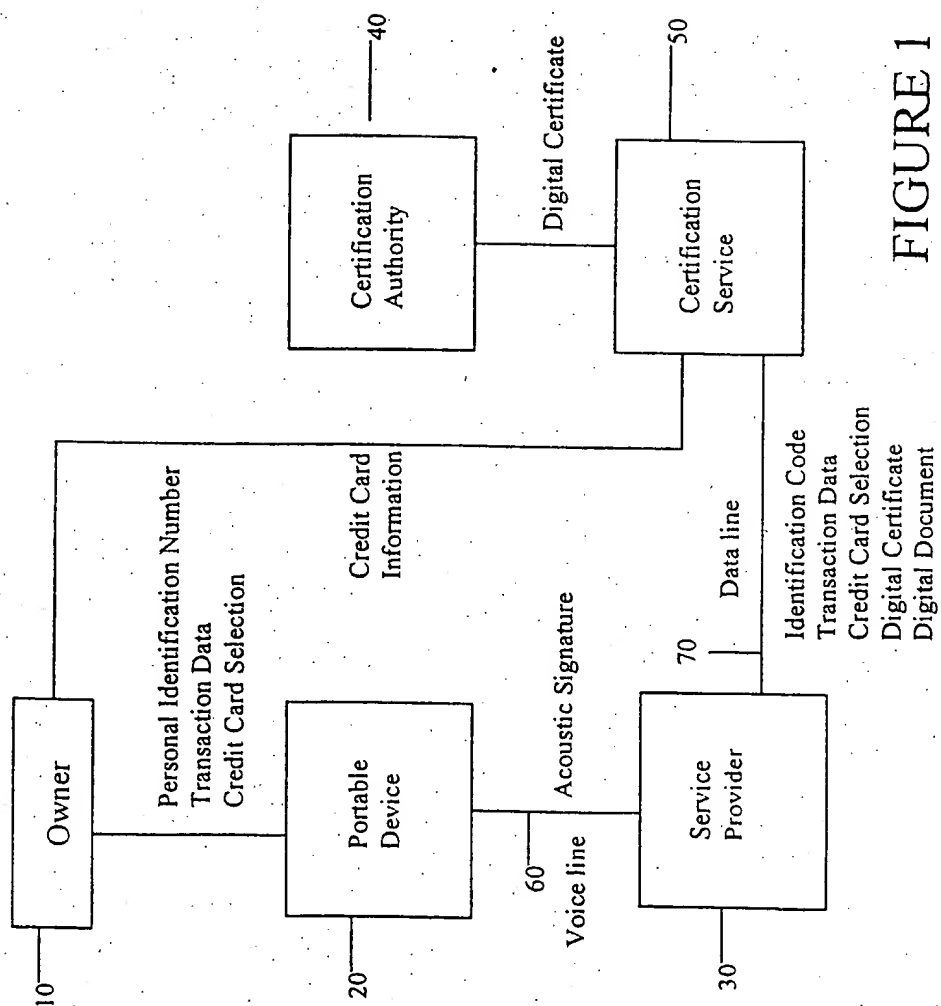 10
Owner
Personal Identification Number
Transaction Data
Credit Card Selection
20
Portable
Device
Credit Card
Information
Certification
Authority
40
60
Voice line
Acoustic Signature
Digital Certificate
30
Service
Provider
70
Data line
Certification
Service
50
Identification Code
Transaction Data
Credit Card Selection
Digital Certificate
Digital Document
FIGURE 1